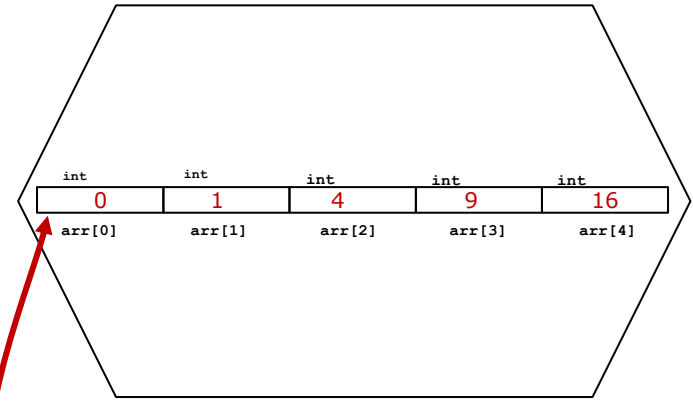 int int int int int
0 1 4 9 16
arr[0] arr[1] arr[2] arr[3] arr[4]